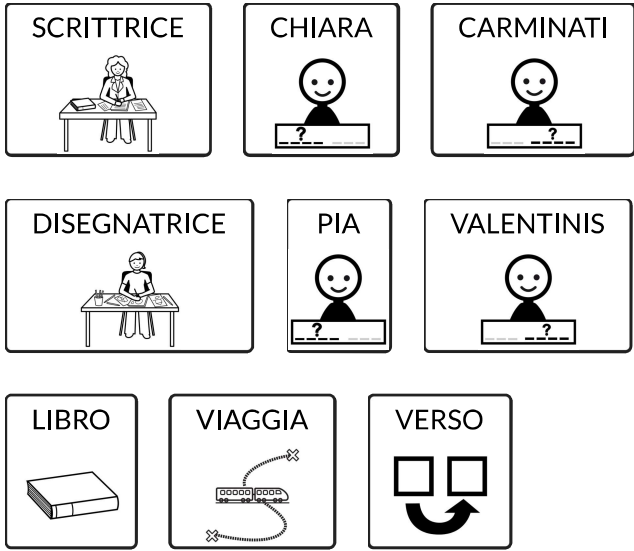 SCRITTRICE CHIARA CARMINATI
? ? ?
DISEGNATRICE PIA VALENTINIS
? ? ?
LIBRO VIAGGIA VERSO